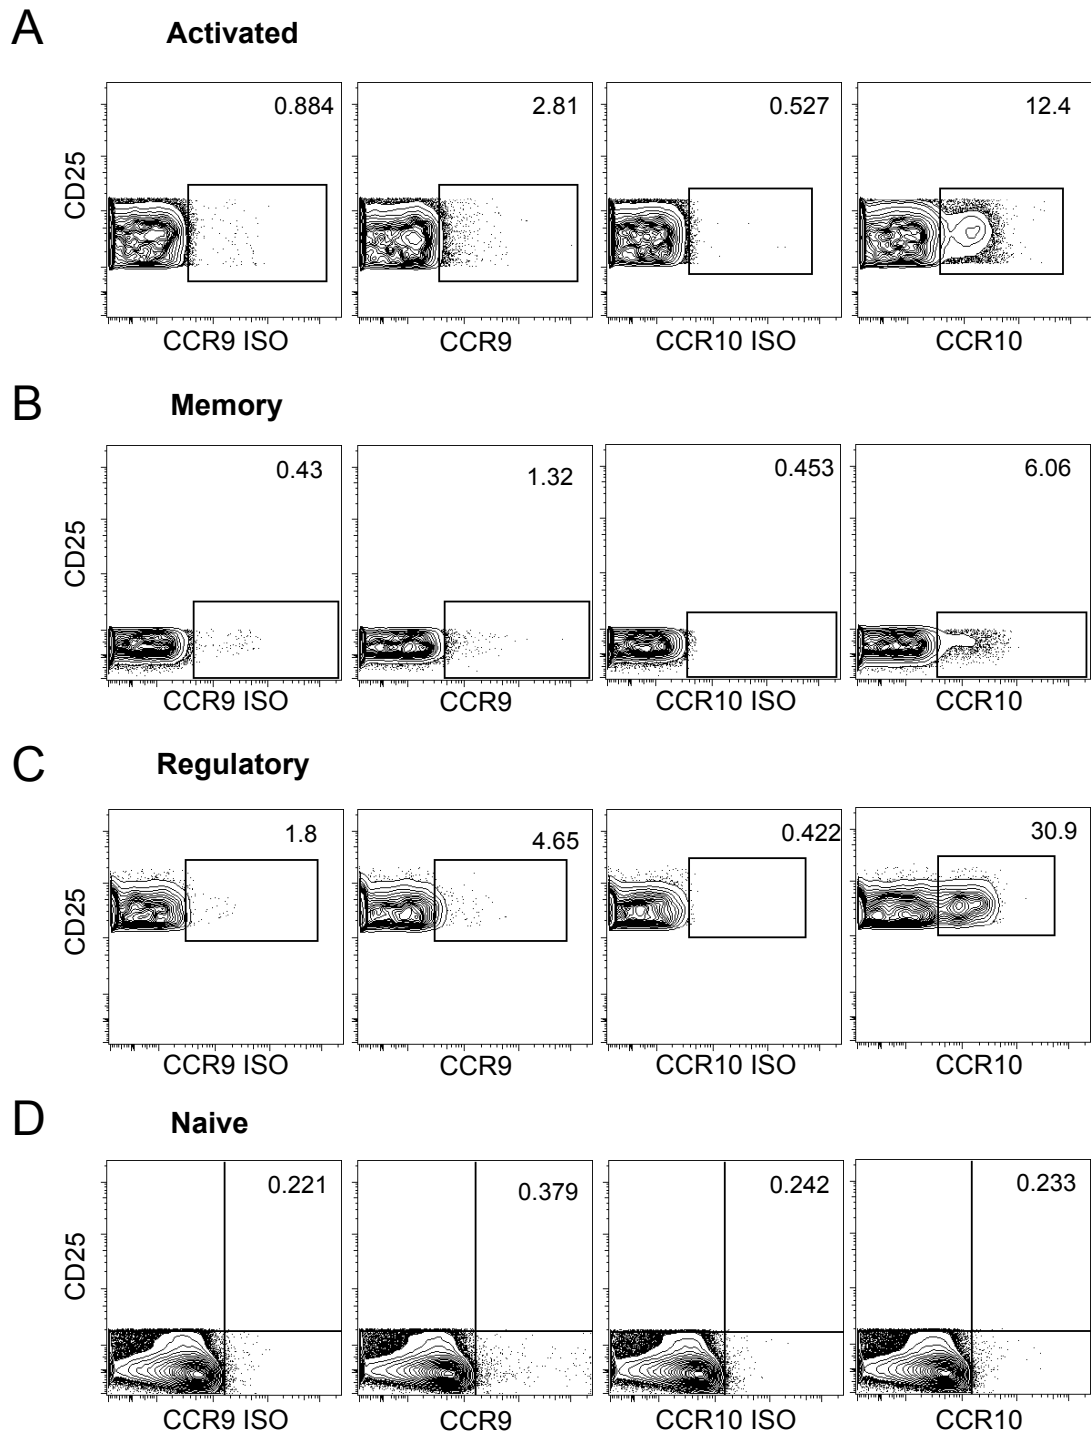 A
Activated
0.884
2.81
0.527
12.4
CD25
CCR9 ISO
CCR9
CCR10 ISO
CCR10
B
Memory
0.43
1.32
0.453
6.06
CD25
CCR9 ISO
CCR9
CCR10 ISO
CCR10
C
Regulatory
1.8
4.65
0.422
30.9
CD25
CCR9 ISO
CCR9
CCR10 ISO
CCR10
D
Naive
0.221
0.379
0.242
0.233
CD25
CCR9 ISO
CCR9
CCR10 ISO
CCR10